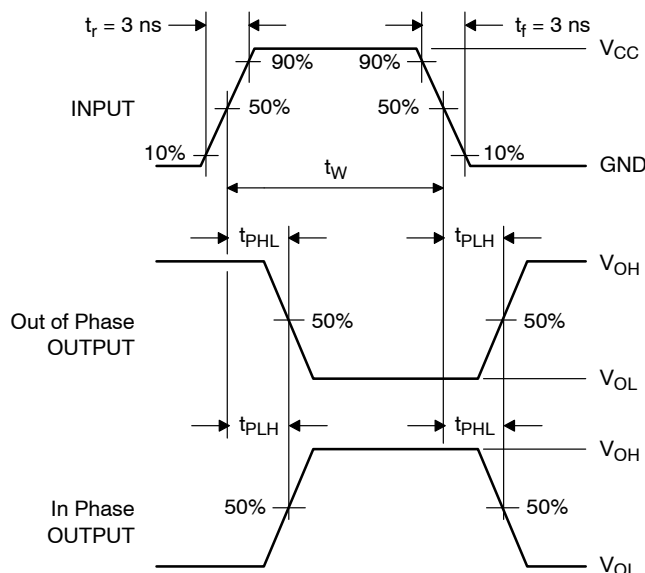 t_r = 3 ns
t_f = 3 ns
V_CC
90%
90%
INPUT
50%
50%
10%
10%
GND
t_W
t_PHL
t_PLH
V_OH
Out of Phase
OUTPUT
50%
50%
V_OL
t_PLH
t_PHL
V_OH
In Phase
OUTPUT
50%
50%
V_OL